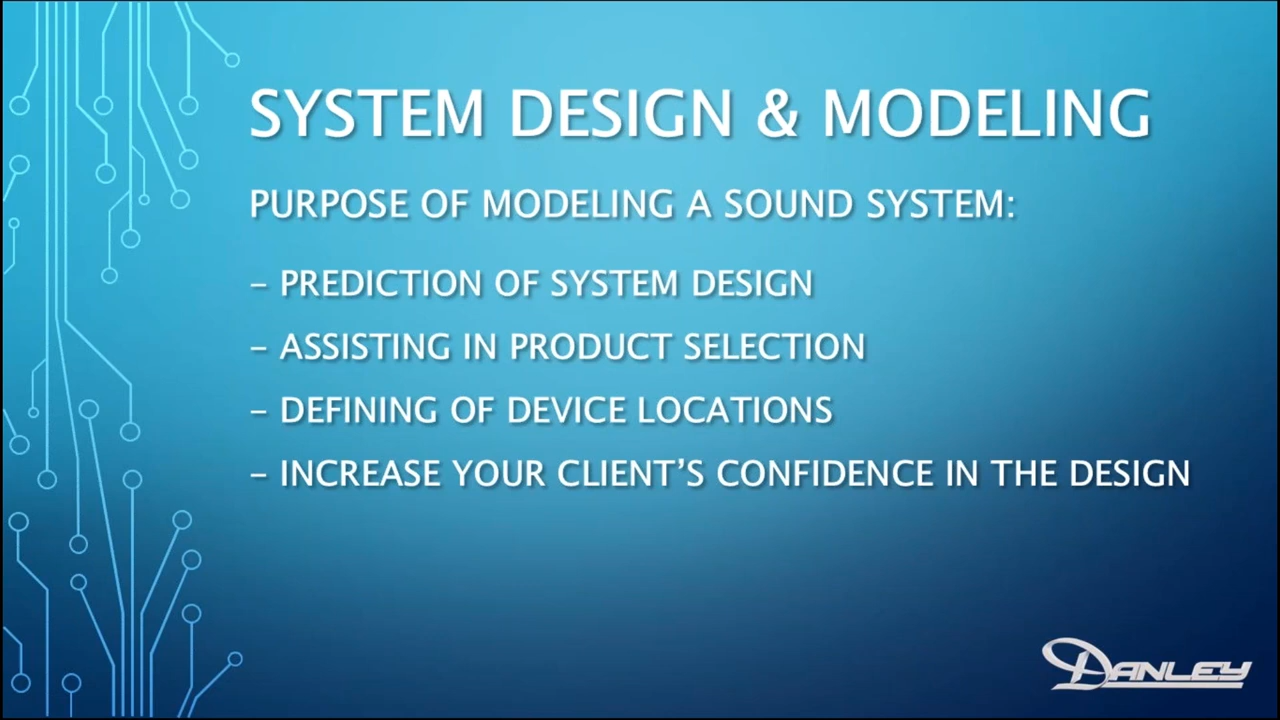 SYSTEM DESIGN & MODELING
PURPOSE OF MODELING A SOUND SYSTEM:
– PREDICTION OF SYSTEM DESIGN
– ASSISTING IN PRODUCT SELECTION
– DEFINING OF DEVICE LOCATIONS
– INCREASE YOUR CLIENT’S CONFIDENCE IN THE DESIGN
DANLEY